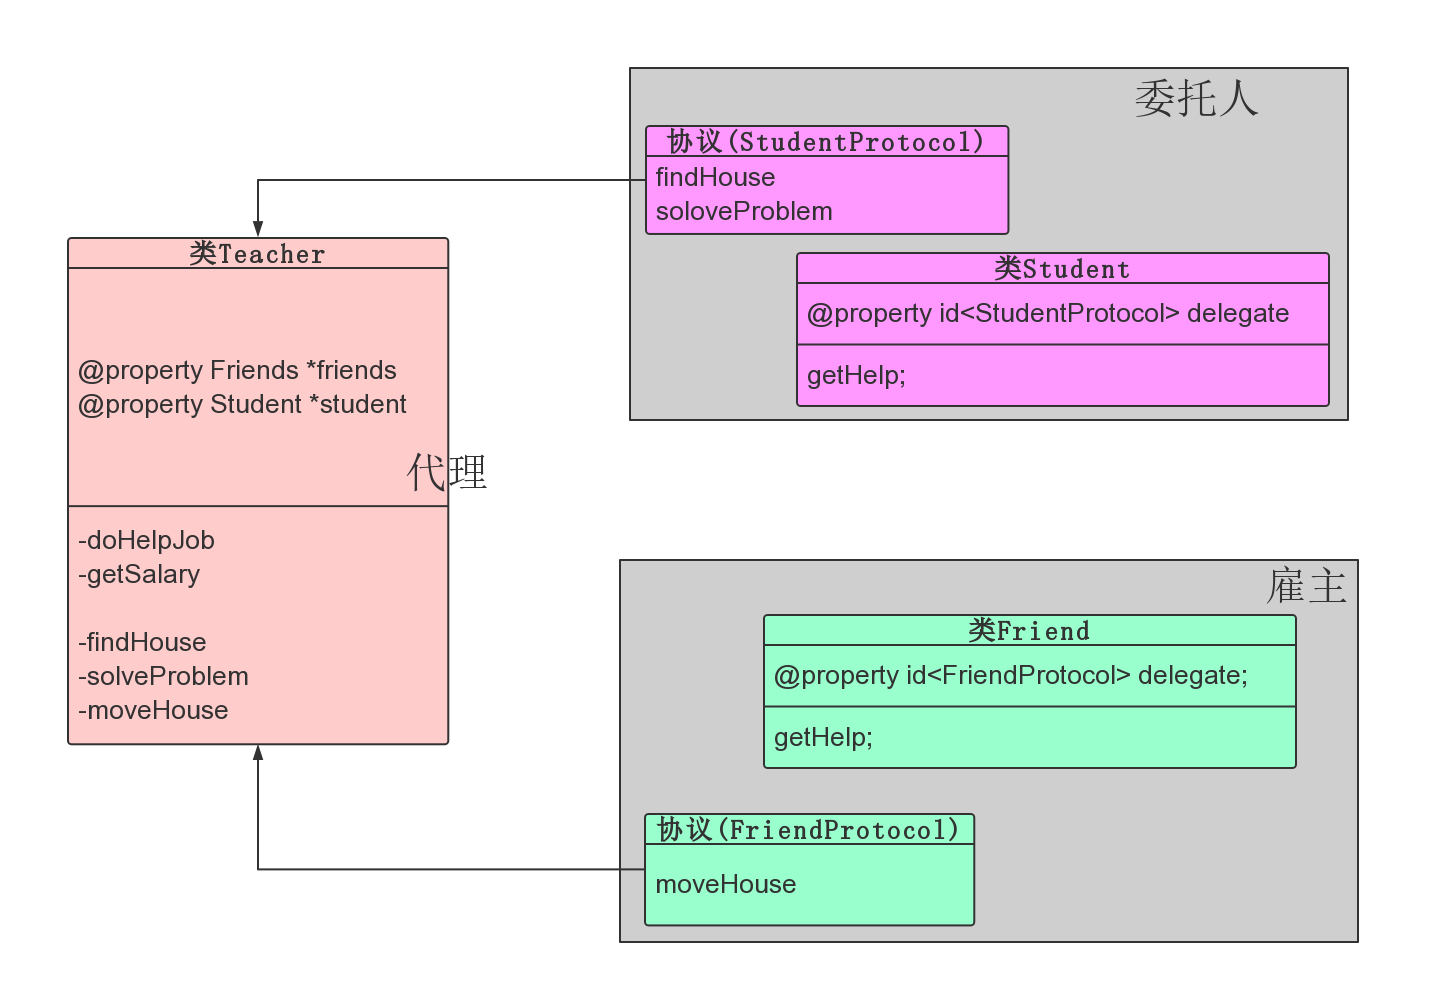 委托人
协议(StudentProtocol)
findHouse
soloveProblem
类Student
@property id<StudentProtocol> delegate
getHelp;
类Teacher
@property Friends *friends
@property Student *student
代理
-doHelpJob
-getSalary
-findHouse
-solveProblem
-moveHouse
雇主
类Friend
@property id<FriendProtocol> delegate;
getHelp;
协议(FriendProtocol)
moveHouse